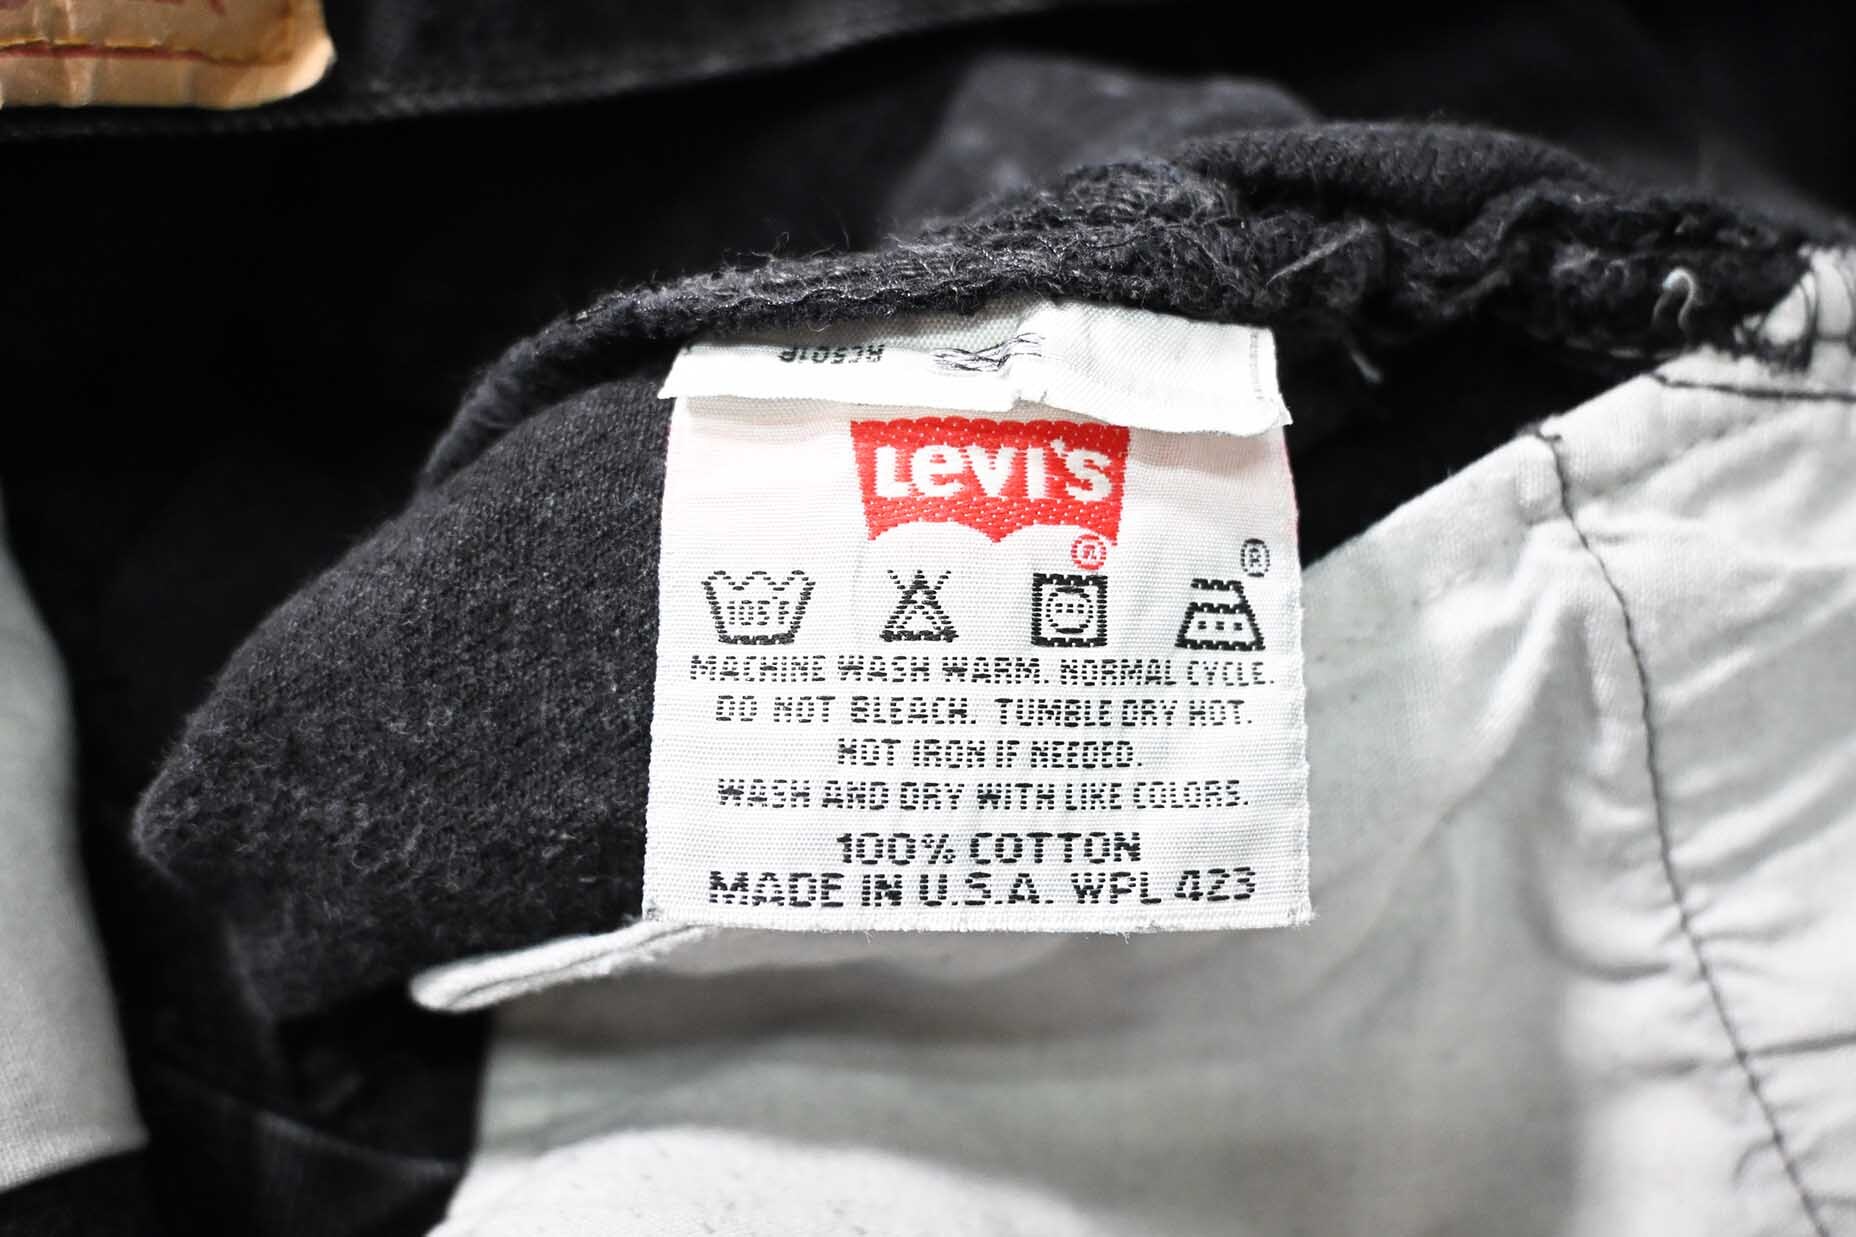 LEVI'S
®
®
105°F
MACHINE WASH WARM. NORMAL CYCLE.
DO NOT BLEACH. TUMBLE DRY HOT.
HOT IRON IF NEEDED.
WASH AND DRY WITH LIKE COLORS.
100% COTTON
MADE IN U.S.A. WPL 423